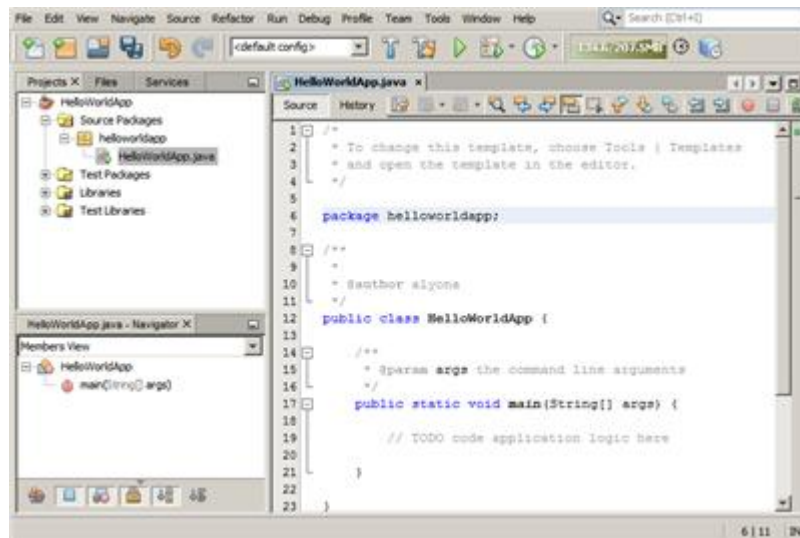 File Edit View Navigate Source Refactor Run Debug Profile Team Tools Window Help Search (Ctrl+I)
<default config>
Projects X Files Services
HelloWorldApp
Source Packages
helloworldapp
HelloWorldApp.java
Test Packages
Libraries
Test Libraries
HelloWorldApp.java - Navigator X
Members View
HelloWorldApp
main(String[] args)
HelloWorldApp.java x
Source History
1 /*
2 * To change this template, choose Tools | Templates
3 * and open the template in the editor.
4 */
5
6 package helloworldapp;
7
8 /**
9 *
10 * @author alyona
11 */
12 public class HelloWorldApp {
13
14 /**
15 * @param args the command line arguments
16 */
17 public static void main(String[] args) {
18
19 // TODO code application logic here
20
21 }
22
23 }
6 | 11 IN